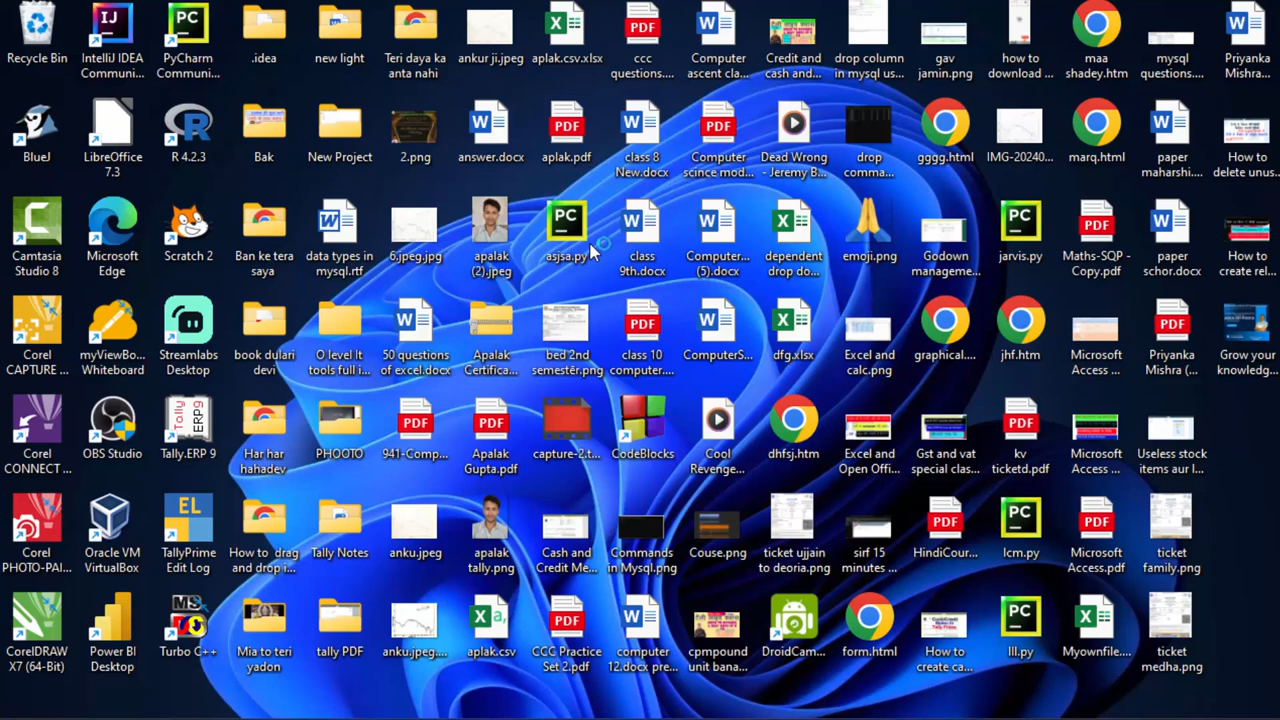 Recycle Bin
IntelliJ IDEA
Communi...
PyCharm
Communi...
.idea
new light
Teri daya ka
anta nahi
ankur ji.jpeg
aplak.csv.xlsx
ccc
questions....
Computer
ascent cla...
Credit and
cash and...
drop column
in mysql us...
gav
jamin.png
how to
download ...
maa
shadey.htm
mysql
questions....
Priyanka
Mishra...
BlueJ
LibreOffice
7.3
R 4.2.3
Bak
New Project
2.png
answer.docx
aplak.pdf
class 8
New.docx
Computer
scince mod...
Dead Wrong
- Jeremy B...
drop
comma...
gggg.html
IMG-20240...
marq.html
paper
maharshi....
How to
delete unus...
Camtasia
Studio 8
Microsoft
Edge
Scratch 2
Ban ke tera
saya
data types in
mysql.rtf
6.jpeg.jpg
apalak
(2).jpeg
asjsa.py
class
9th.docx
Computer...
(5).docx
dependent
drop do...
emoji.png
Godown
manageme...
jarvis.py
Maths-SQP -
Copy.pdf
paper
schor.docx
How to
create rel...
Corel
CAPTURE ...
myViewBo...
Whiteboard
Streamlabs
Desktop
book dulari
devi
O level It
tools full i...
50 questions
of excel.docx
Apalak
Certifica...
bed 2nd
semester.png
class 10
computer....
ComputerS...
dfg.xlsx
Excel and
calc.png
graphical....
jhf.htm
Microsoft
Access ...
Priyanka
Mishra (...
Grow your
knowledg...
Corel
CONNECT ...
OBS Studio
Tally.ERP 9
Har har
hahadev
PHOOTO
941-Comp...
Apalak
Gupta.pdf
capture-2.t...
CodeBlocks
Cool
Revenge...
dhfsj.htm
Excel and
Open Offi...
Gst and vat
special clas...
kv
ticketd.pdf
Microsoft
Access ...
Useless stock
items aur l...
Corel
PHOTO-PAI...
Oracle VM
VirtualBox
TallyPrime
Edit Log
How to drag
and drop i...
Tally Notes
anku.jpeg
apalak
tally.png
Cash and
Credit Me...
Commands
in Mysql.png
Couse.png
ticket ujjain
to deoria.png
sirf 15
minutes ...
HindiCour...
lcm.py
Microsoft
Access.pdf
ticket
family.png
CorelDRAW
X7 (64-Bit)
Power BI
Desktop
Turbo C++
Mia to teri
yadon
tally PDF
anku.jpeg....
aplak.csv
CCC Practice
Set 2.pdf
computer
12.docx pre...
cpmpound
unit bana...
DroidCam...
form.html
How to
create ca...
lll.py
Myownfile....
ticket
medha.png